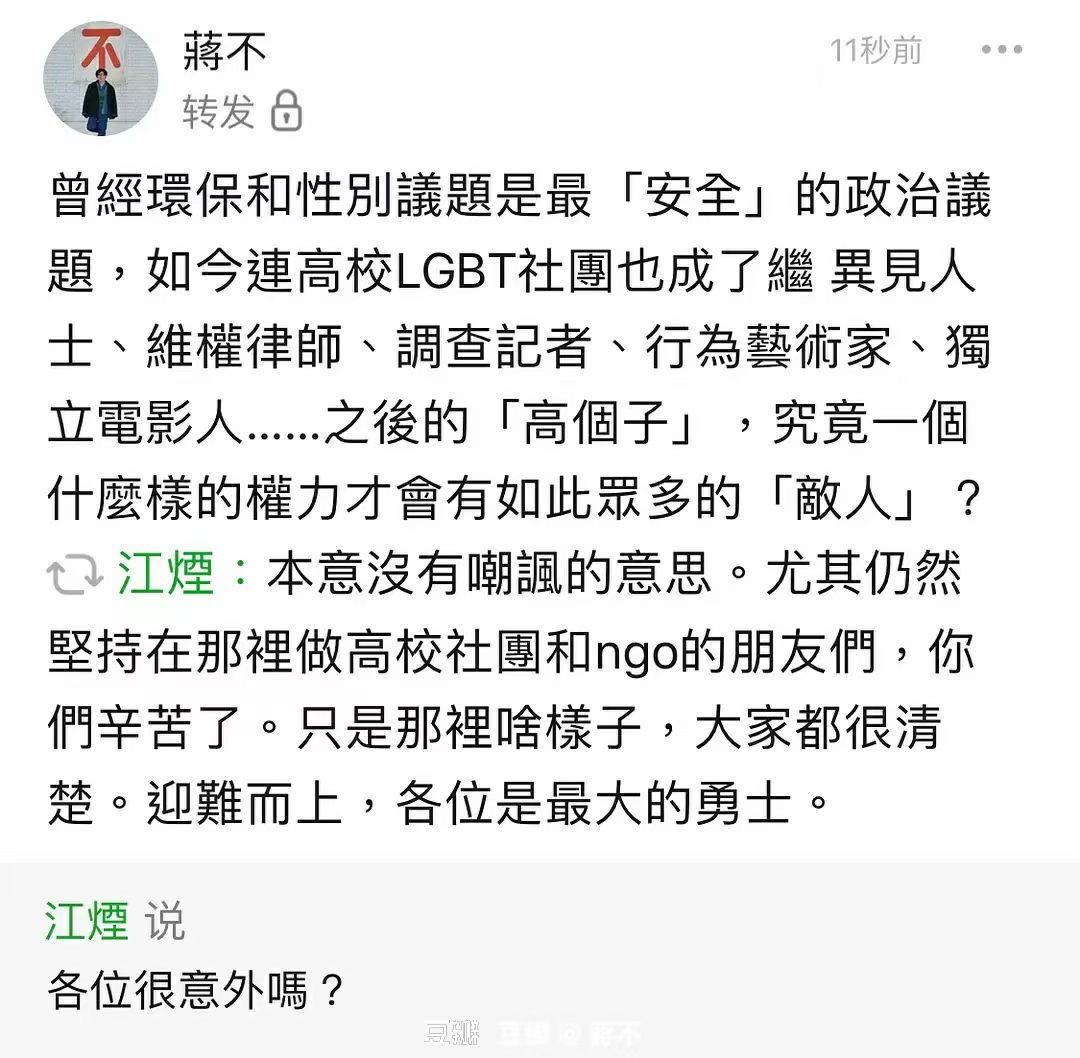 不
蔣不
11秒前
转发
曾經環保和性別議題是最「安全」的政治議
題，如今連高校LGBT社團也成了繼 異見人
士、維權律師、調查記者、行為藝術家、獨
立電影人……之後的「高個子」，究竟一個
什麼樣的權力才會有如此眾多的「敵人」？
江煙：本意沒有嘲諷的意思。尤其仍然
堅持在那裡做高校社團和ngo的朋友們，你
們辛苦了。只是那裡啥樣子，大家都很清
楚。迎難而上，各位是最大的勇士。
江煙 说
各位很意外嗎？
豆瓣 豆瓣@蔣不